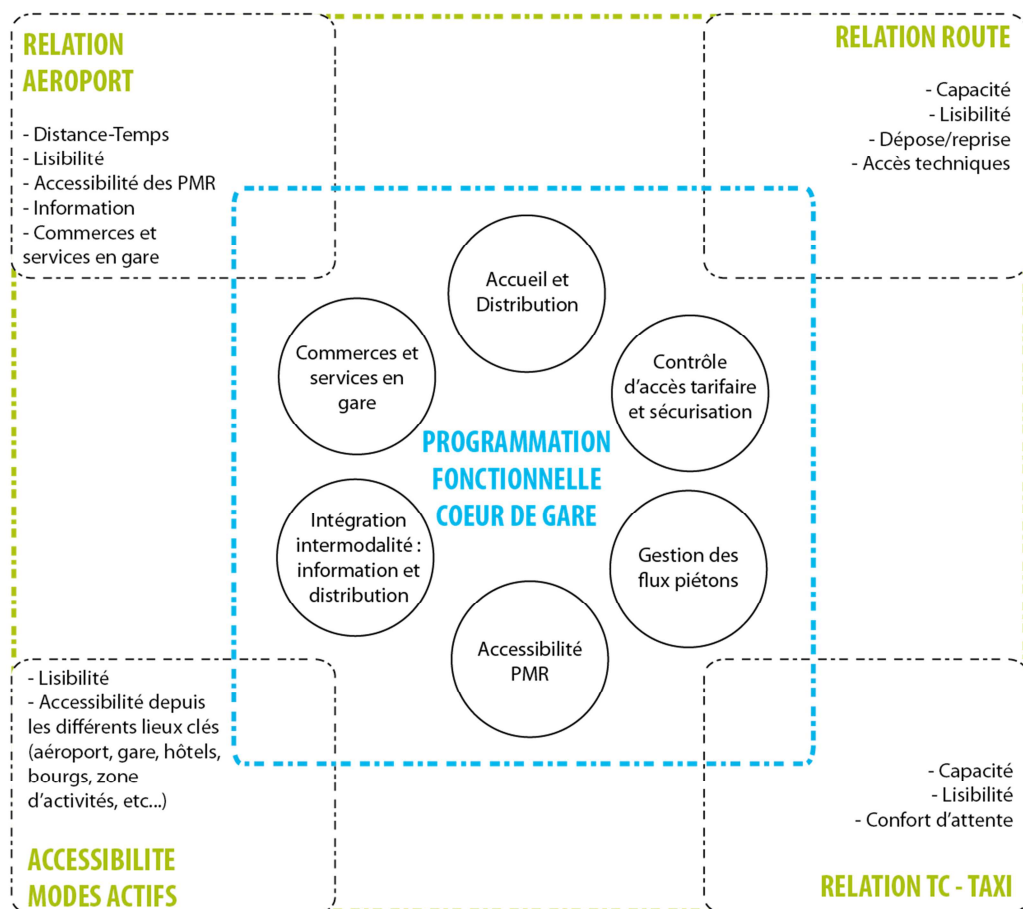 RELATION
AEROPORT
- Distance-Temps
- Lisibilité
- Accessibilité des PMR
- Information
- Commerces et
services en gare
RELATION ROUTE
- Capacité
- Lisibilité
- Dépose/reprise
- Accès techniques
Accueil et
Distribution
Commerces et
services en
gare
Contrôle
d’accès tarifaire
et sécurisation
PROGRAMMATION
FONCTIONNELLE
COEUR DE GARE
Intégration
intermodalité :
information et
distribution
Gestion des
flux piétons
Accessibilité
PMR
- Lisibilité
- Accessibilité depuis
les différents lieux clés
(aéroport, gare, hôtels,
bourgs, zone
d’activités, etc...)
ACCESSIBILITE
MODES ACTIFS
- Capacité
- Lisibilité
- Confort d’attente
RELATION TC - TAXI